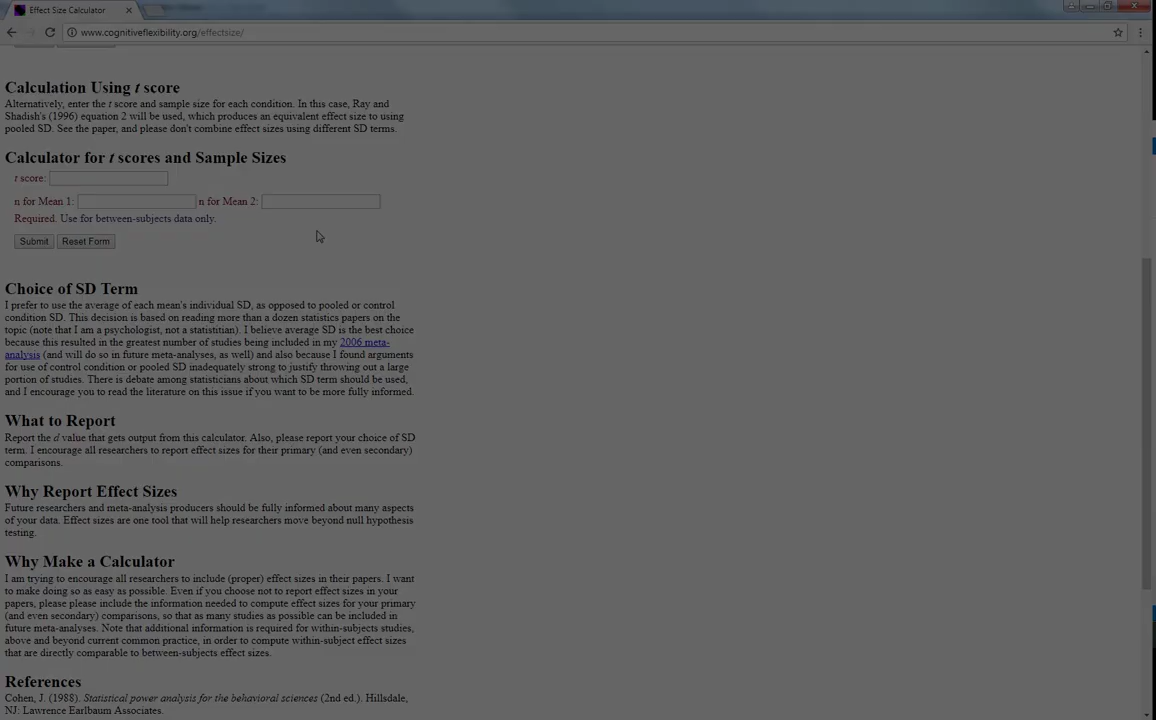 Effect Size Calculator
www.cognitiveflexibility.org/effectsize/
Calculation Using t score
Alternatively, enter the t score and sample size for each condition. In this case, Ray and
Shadish's (1996) equation 2 will be used, which produces an equivalent effect size to using
pooled SD. See the paper, and please don't combine effect sizes using different SD terms.
Calculator for t scores and Sample Sizes
t score:
n for Mean 1: n for Mean 2:
Required. Use for between-subjects data only.
Submit Reset Form
Choice of SD Term
I prefer to use the average of each mean's individual SD, as opposed to pooled or control
condition SD. This decision is based on reading more than a dozen statistics papers on the
topic (note that I am a psychologist, not a statistitian). I believe average SD is the best choice
because this resulted in the greatest number of studies being included in my 2006 meta-
analysis (and will do so in future meta-analyses, as well) and also because I found arguments
for use of control condition or pooled SD inadequately strong to justify throwing out a large
portion of studies. There is debate among statisticians about which SD term should be used,
and I encourage you to read the literature on this issue if you want to be more fully informed.
What to Report
Report the d value that gets output from this calculator. Also, please report your choice of SD
term. I encourage all researchers to report effect sizes for their primary (and even secondary)
comparisons.
Why Report Effect Sizes
Future researchers and meta-analysis producers should be fully informed about many aspects
of your data. Effect sizes are one tool that will help researchers move beyond null hypothesis
testing.
Why Make a Calculator
I am trying to encourage all researchers to include (proper) effect sizes in their papers. I want
to make doing so as easy as possible. Even if you choose not to report effect sizes in your
papers, please please include the information needed to compute effect sizes for your primary
(and even secondary) comparisons, so that as many studies as possible can be included in
future meta-analyses. Note that additional information is required for within-subjects studies,
above and beyond current common practice, in order to compute within-subject effect sizes
that are directly comparable to between-subjects effect sizes.
References
Cohen, J. (1988). Statistical power analysis for the behavioral sciences (2nd ed.). Hillsdale,
NJ: Lawrence Earlbaum Associates.